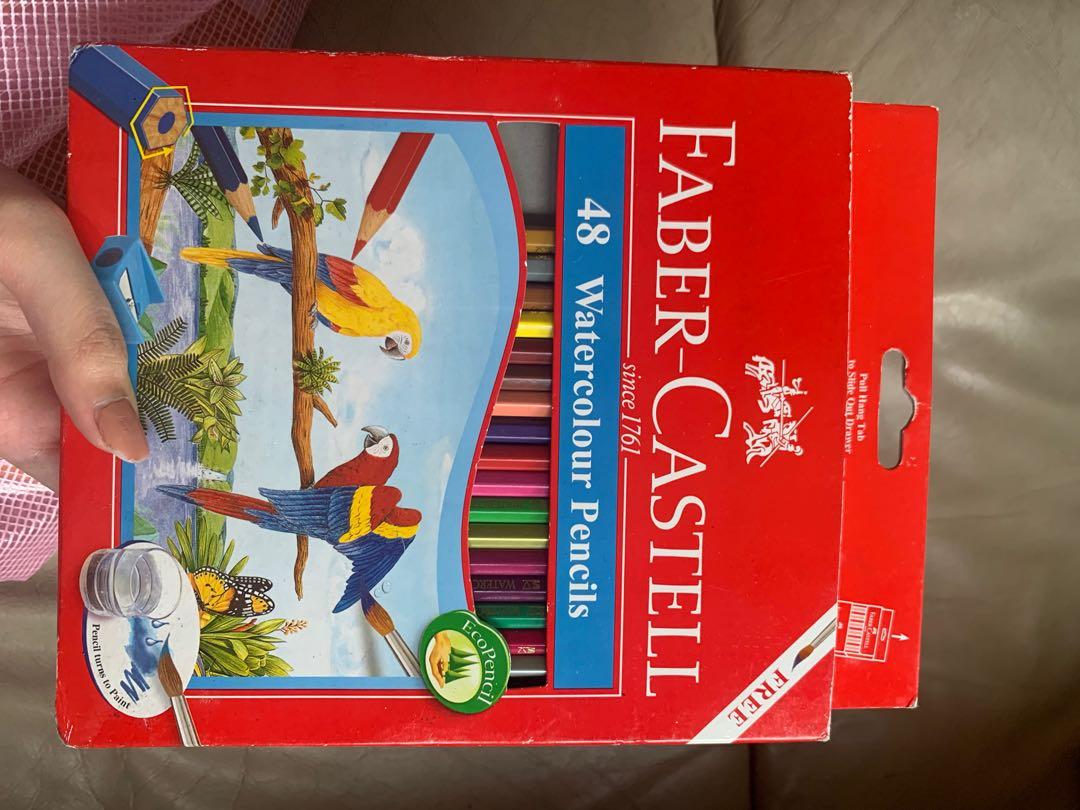 Pull Hang Tab
to Slide Out Drawer
FREE
FABER-CASTELL
since 1761
48 Watercolour Pencils
EcoPencil
Pencil turns to Paint